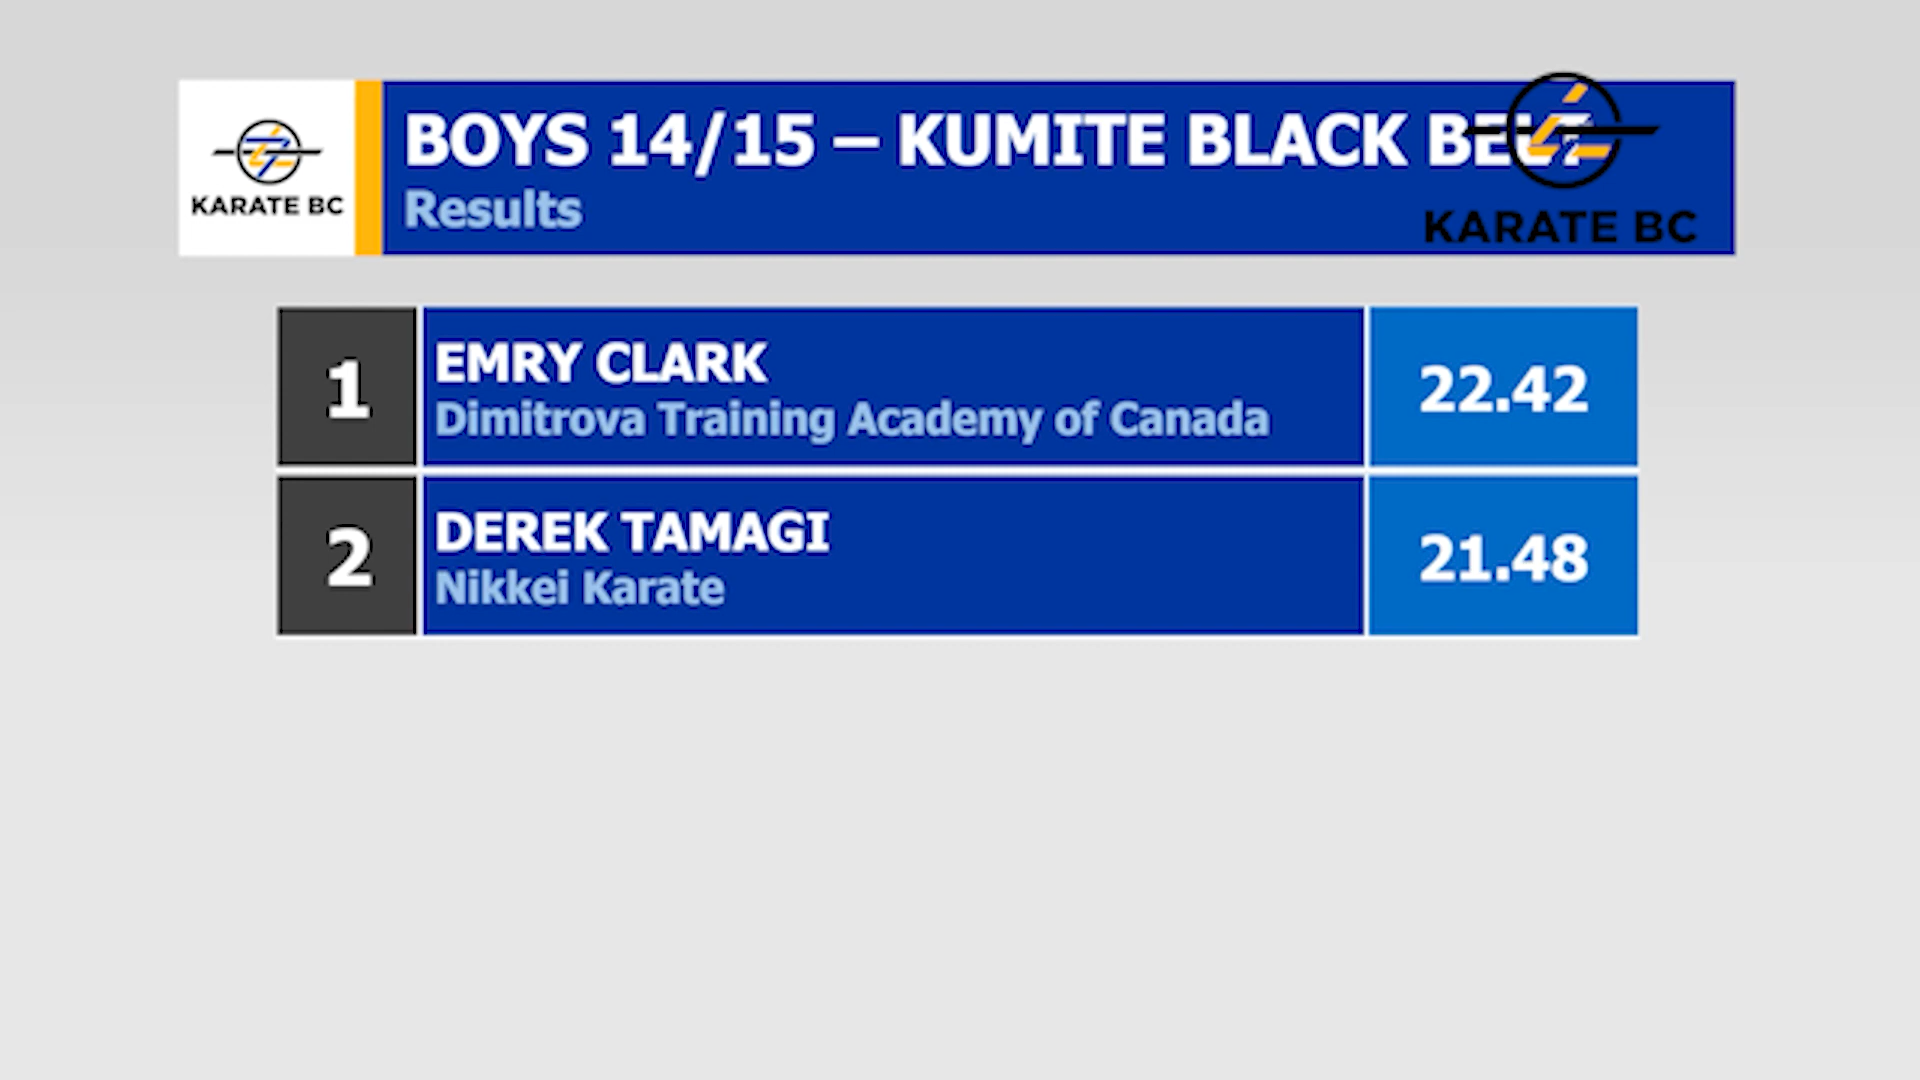 KARATE BC
BOYS 14/15 – KUMITE BLACK
Results
KARATE BC
1
EMRY CLARK
Dimitrova Training Academy of Canada
22.42
2
DEREK TAMAGI
Nikkei Karate
21.48